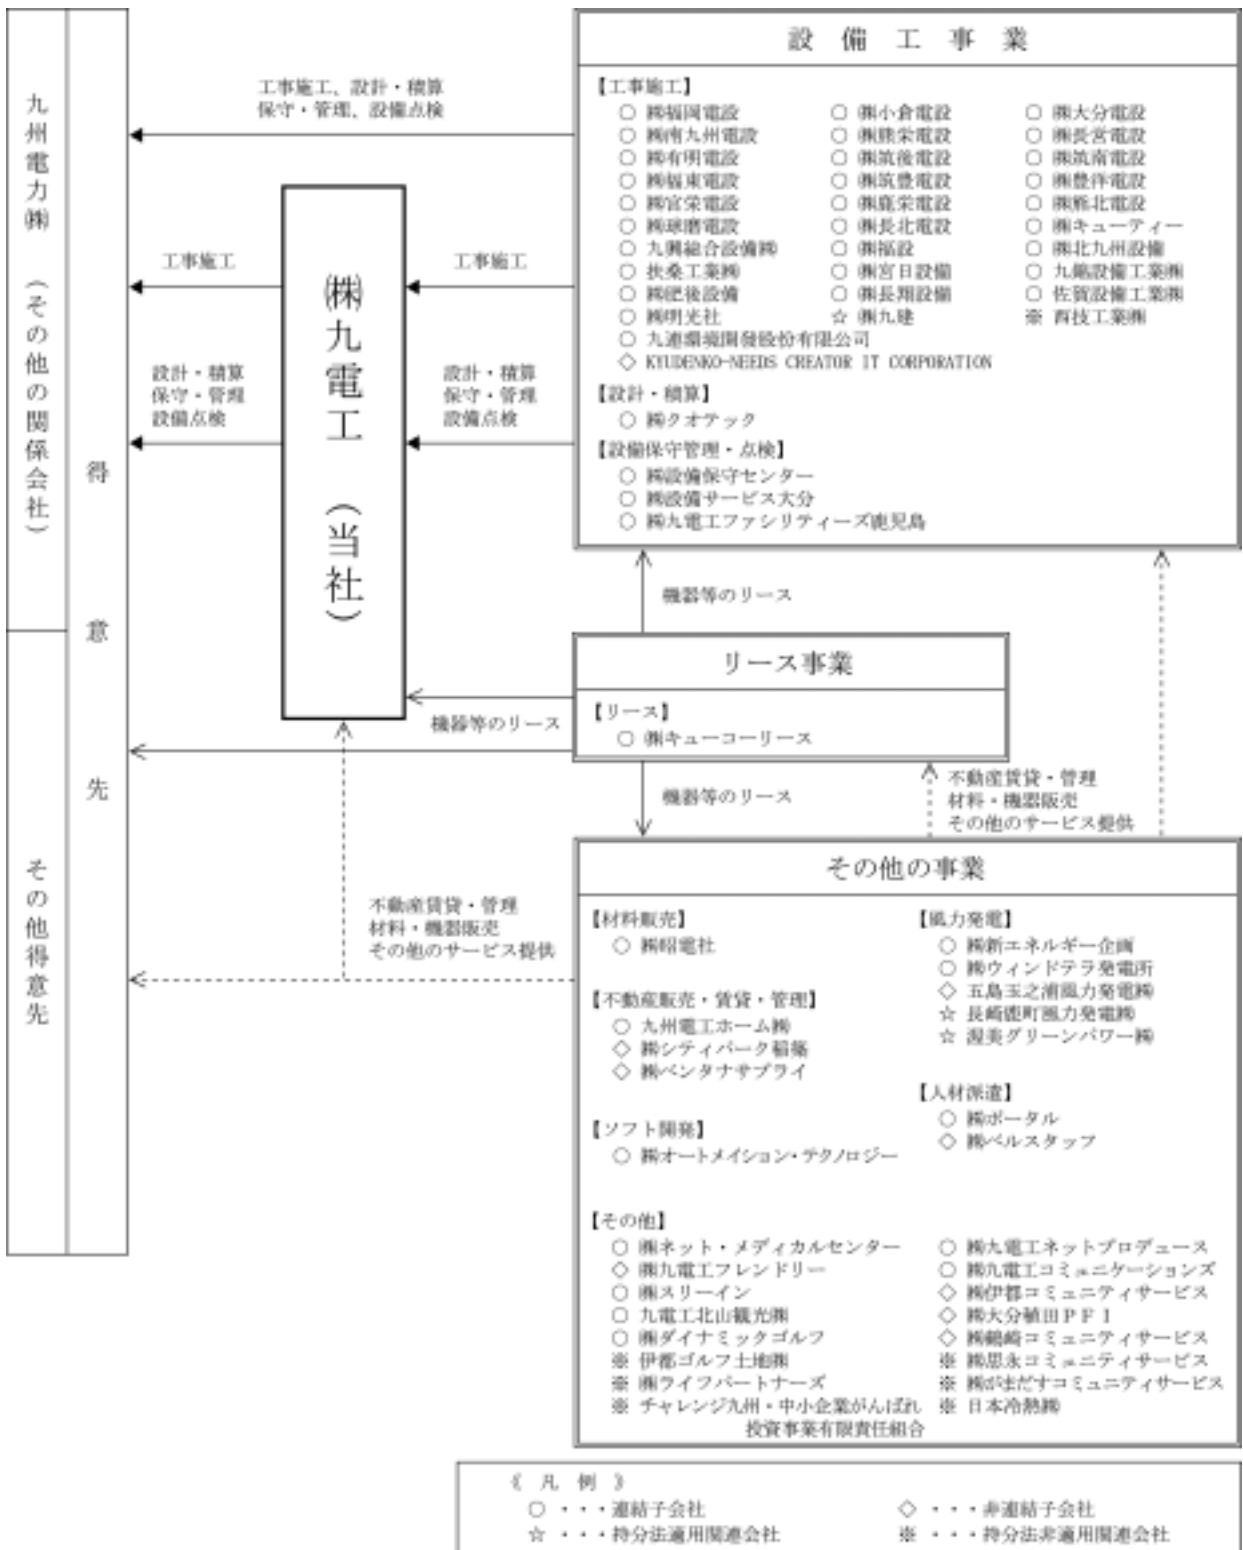 九州電力㈱ （その他の関係会社）
その他得意先
得意先
㈱九電工 （当社）
工事施工、設計・積算
保守・管理、設備点検
工事施工
工事施工
設計・積算
保守・管理
設備点検
設計・積算
保守・管理
設備点検
設備工事業
【工事施工】
○ ㈱福岡電設 ○ ㈱小倉電設 ○ ㈱大分電設
○ ㈱南九州電設 ○ ㈱熊栄電設 ○ ㈱長営電設
○ ㈱有明電設 ○ ㈱筑後電設 ○ ㈱筑南電設
○ ㈱福東電設 ○ ㈱筑豊電設 ○ ㈱豊洋電設
○ ㈱宮栄電設 ○ ㈱鹿栄電設 ○ ㈱熊北電設
○ ㈱球磨電設 ○ ㈱長北電設 ○ ㈱キューティー
○ 九興総合設備㈱ ○ ㈱福設 ○ ㈱北九州設備
○ 扶桑工業㈱ ○ ㈱宮日設備 ○ 九鉄設備工業㈱
○ ㈱肥後設備 ○ ㈱長翔設備 ○ 佐賀設備工業㈱
○ ㈱明光社 ☆ ㈱九建 ※ 西技工業㈱
○ 九連環境開發股份有限公司
◇ KYUDENKO-NEEDS CREATOR IT CORPORATION
【設計・積算】
○ ㈱クオテック
【設備保守管理・点検】
○ ㈱設備保守センター
○ ㈱設備サービス大分
○ ㈱九電工ファシリティーズ鹿児島
機器等のリース
リース事業
【リース】
○ ㈱キューコーリース
機器等のリース
機器等のリース
不動産賃貸・管理
材料・機器販売
その他のサービス提供
不動産賃貸・管理
材料・機器販売
その他のサービス提供
その他の事業
【材料販売】
○ ㈱昭電社
【不動産販売・賃貸・管理】
○ 九州電工ホーム㈱
◇ ㈱シティパーク稲築
◇ ㈱ベンタナサプライ
【ソフト開発】
○ ㈱オートメイション・テクノロジー
【風力発電】
○ ㈱新エネルギー企画
○ ㈱ウィンドテラ発電所
◇ 五島玉之浦風力発電㈱
☆ 長崎鹿町風力発電㈱
☆ 渥美グリーンパワー㈱
【人材派遣】
○ ㈱ポータル
◇ ㈱ベルスタッフ
【その他】
○ ㈱ネット・メディカルセンター ○ ㈱九電工ネットプロデュース
◇ ㈱九電工フレンドリー ○ ㈱九電工コミュニケーションズ
○ ㈱スリーイン ◇ ㈱伊都コミュニティサービス
○ 九電工北山観光㈱ ◇ ㈱大分植田ＰＦＩ
○ ㈱ダイナミックゴルフ ◇ ㈱鶴崎コミュニティサービス
※ 伊都ゴルフ土地㈱ ※ ㈱思永コミュニティサービス
※ ㈱ライフパートナーズ ※ ㈱がまだすコミュニティサービス
※ チャレンジ九州・中小企業がんばれ ※ 日本冷熱㈱
投資事業有限責任組合
《 凡 例 》
○ ・・・連結子会社 ◇ ・・・非連結子会社
☆ ・・・持分法適用関連会社 ※ ・・・持分法非適用関連会社